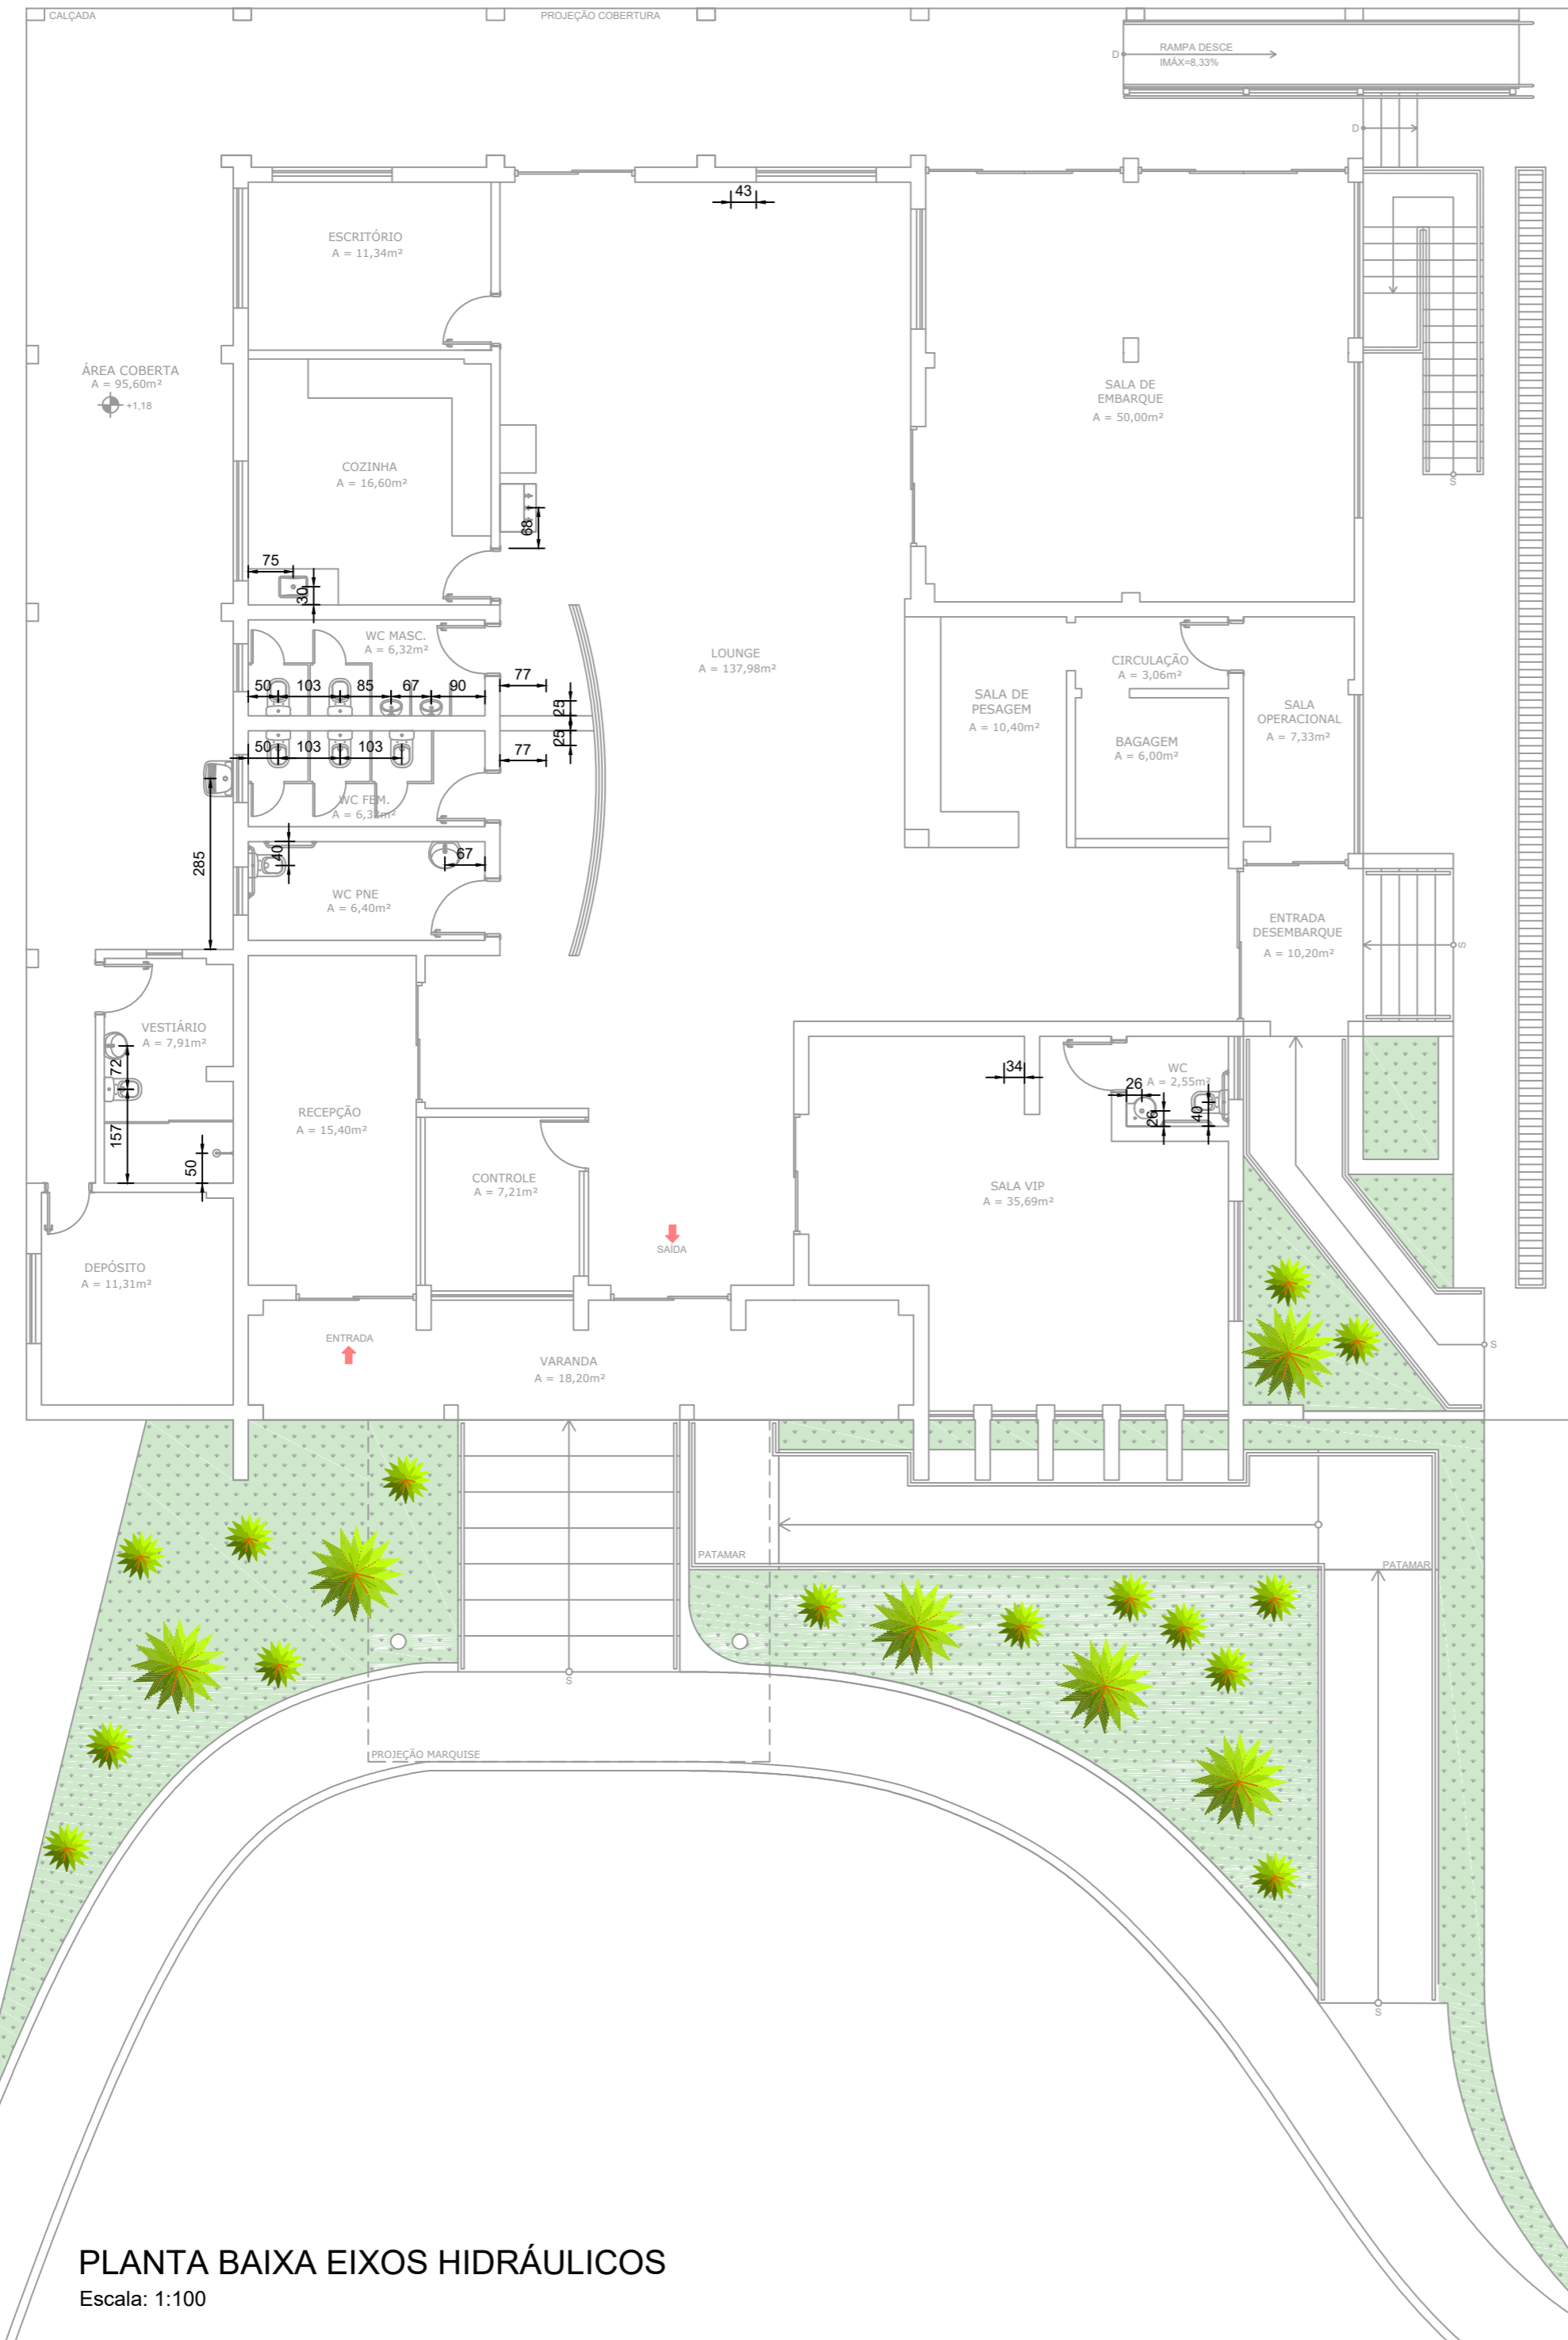 CALÇADA
PROJEÇÃO COBERTURA
D
RAMPA DESCE
IMÁX=8,33%
D
43
ESCRITÓRIO
A = 11,34m²
ÁREA COBERTA
A = 95,60m²
+1,18
SALA DE
EMBARQUE
A = 50,00m²
COZINHA
A = 16,60m²
S
68
75
30
WC MASC.
A = 6,32m²
LOUNGE
A = 137,98m²
CIRCULAÇÃO
A = 3,06m²
77
50
103
85
67
90
25
SALA DE
PESAGEM
A = 10,40m²
SALA
OPERACIONAL
A = 7,33m²
BAGAGEM
A = 6,00m²
25
50
103
103
77
WC FEM.
A = 6,32m²
285
40
67
WC PNE
A = 6,40m²
ENTRADA
DESEMBARQUE
A = 10,20m²
S
VESTIÁRIO
A = 7,91m²
72
34
WC
A = 2,55m²
26
26
40
RECEPÇÃO
A = 15,40m²
157
50
CONTROLE
A = 7,21m²
SALA VIP
A = 35,69m²
SAÍDA
DEPÓSITO
A = 11,31m²
ENTRADA
VARANDA
A = 18,20m²
S
PATAMAR
PATAMAR
S
PROJEÇÃO MARQUISE
S
PLANTA BAIXA EIXOS HIDRÁULICOS
Escala: 1:100